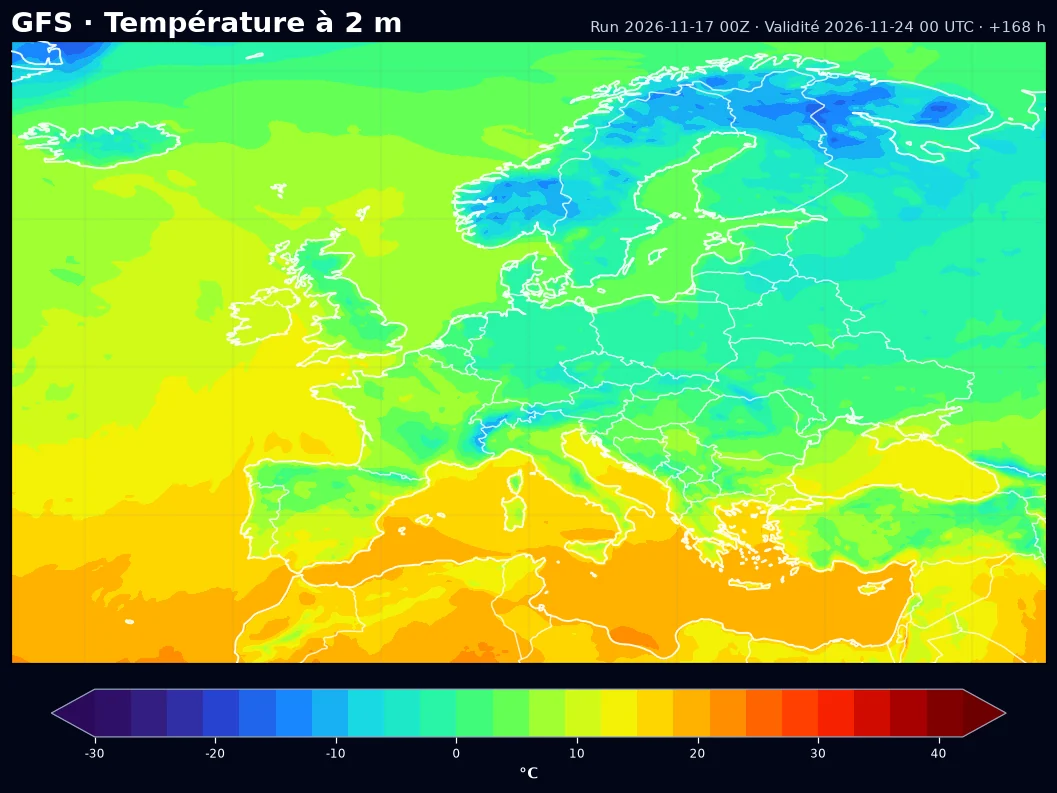 GFS · Température à 2 m
Run 2026-11-17 00Z · Validité 2026-11-24 00 UTC · +168 h
-30 -20 -10 0 10 20 30 40
°C